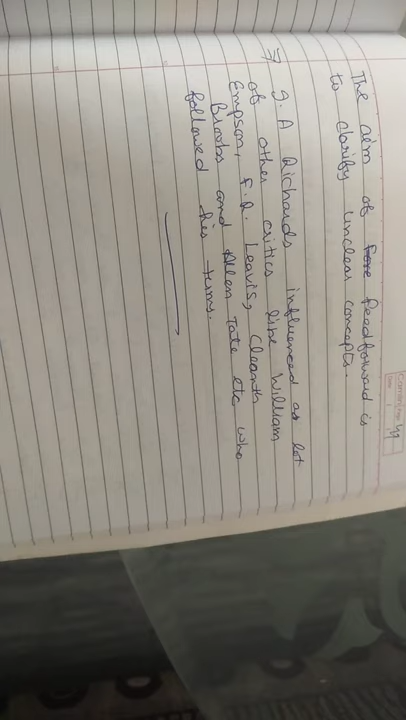 The aim of Feedforward is
to clarify unclear concepts.
7 I. A Richards influenced a lot
of other critics like William
Empson, F.R. Leavis, Cleanth
Brooks and Allen Tate etc who
followed his terms.